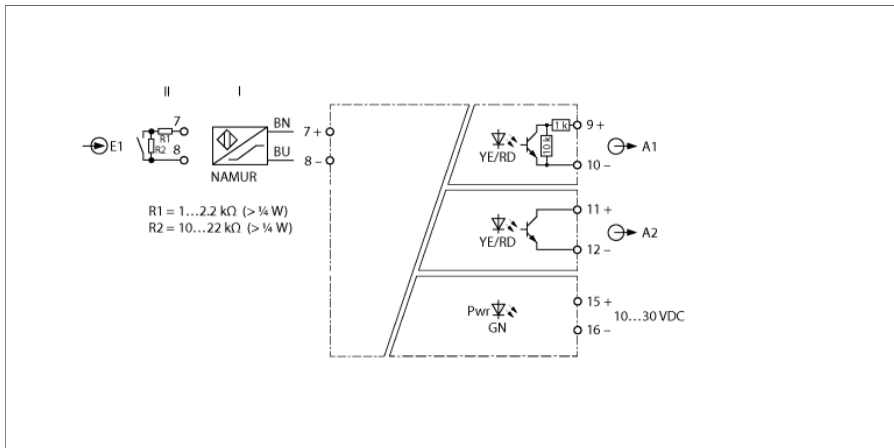 II
I
E1
7
R1
R2
8
BN
BU
NAMUR
7 +
8 –
R1 = 1...2.2 kΩ (> ¼ W)
R2 = 10...22 kΩ (> ¼ W)
YE/RD
1 k
10 k
9 +
10 –
A1
YE/RD
11 +
12 –
A2
Pwr
GN
15 +
16 –
10...30 VDC